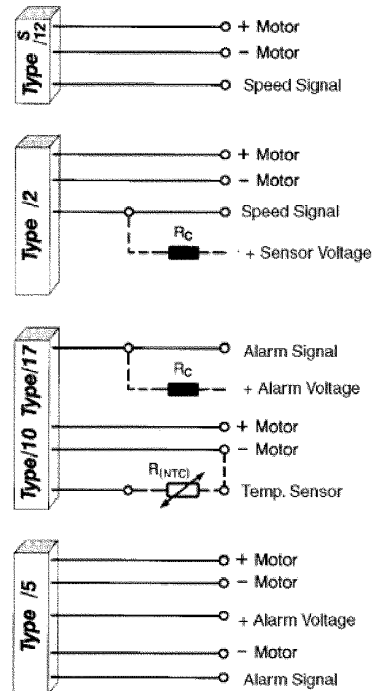 Type S/12
+ Motor
- Motor
Speed Signal
Type /2
+ Motor
- Motor
Speed Signal
RC
+ Sensor Voltage
Type/10 Type/17
Alarm Signal
RC
+ Alarm Voltage
+ Motor
- Motor
R(NTC)
Temp. Sensor
Type /5
+ Motor
- Motor
+ Alarm Voltage
- Motor
Alarm Signal